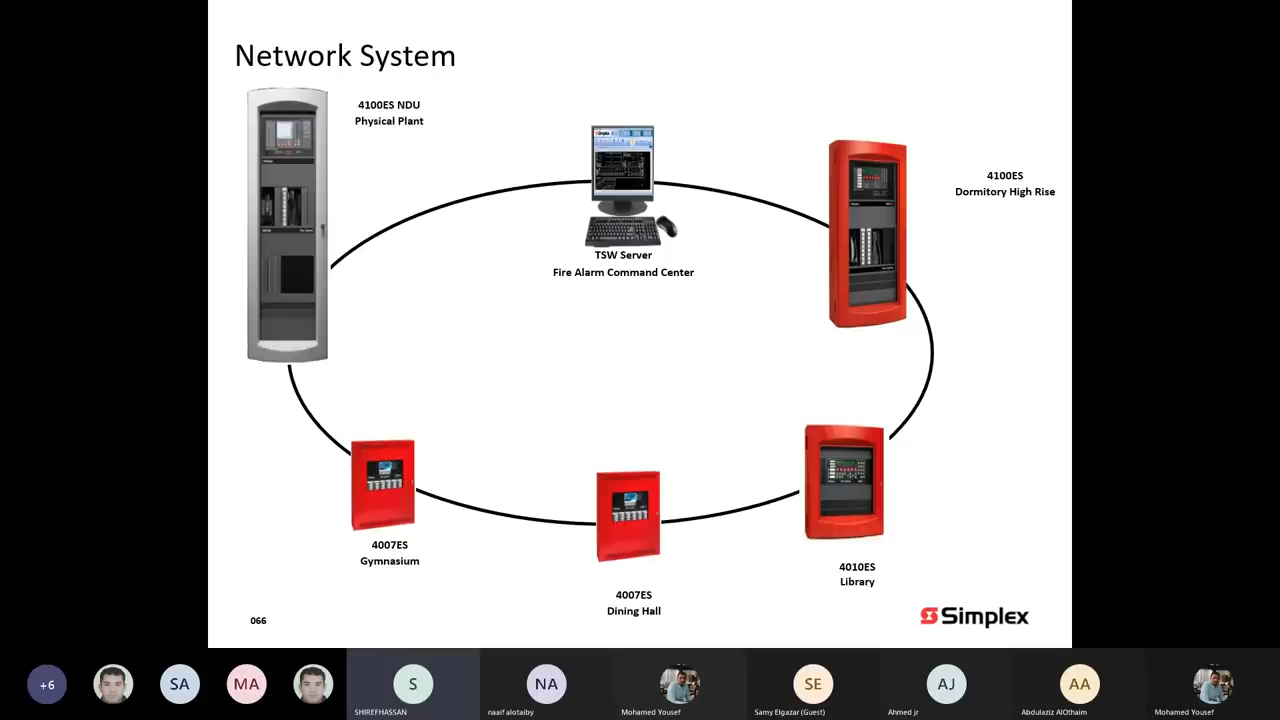 Network System
4100ES NDU
Physical Plant
Simplex
TSW Server
Fire Alarm Command Center
4100ES
Dormitory High Rise
4007ES
Gymnasium
4007ES
Dining Hall
4010ES
Library
066
Simplex
+6
SA
MA
S
SHIREFHASSAN
NA
naaif alotaiby
Mohamed Yousef
SE
Samy Elgazar (Guest)
AJ
Ahmed jr
AA
Abdulaziz AlOthaim
Mohamed Yousef